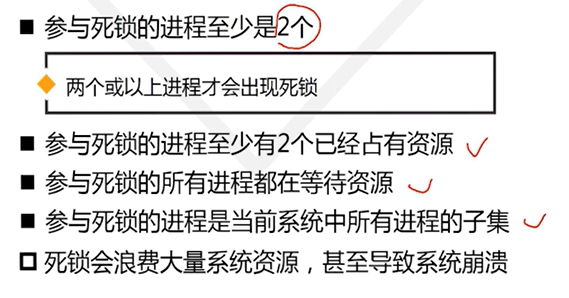 参与死锁的进程至少是2个
两个或以上进程才会出现死锁
参与死锁的进程至少有2个已经占有资源
参与死锁的所有进程都在等待资源
参与死锁的进程是当前系统中所有进程的子集
死锁会浪费大量系统资源，甚至导致系统崩溃